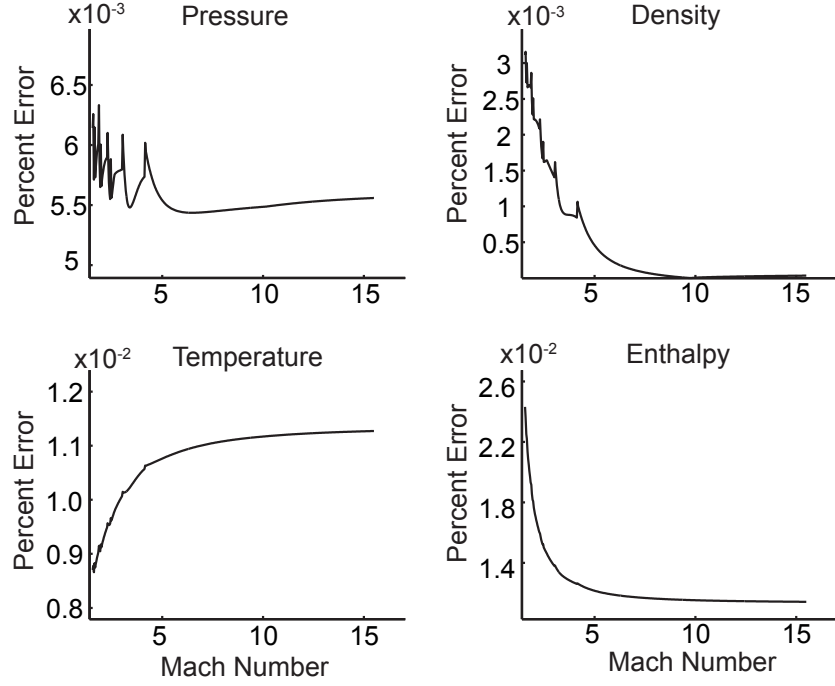 x10-3
Pressure
Percent Error
6.5
6
5.5
5
5
10
15
x10-3
Density
Percent Error
3
2.5
2
1.5
1
0.5
5
10
15
x10-2
Temperature
Percent Error
1.2
1.1
1.0
0.9
0.8
5
10
15
Mach Number
x10-2
Enthalpy
Percent Error
2.6
2.2
1.8
1.4
5
10
15
Mach Number